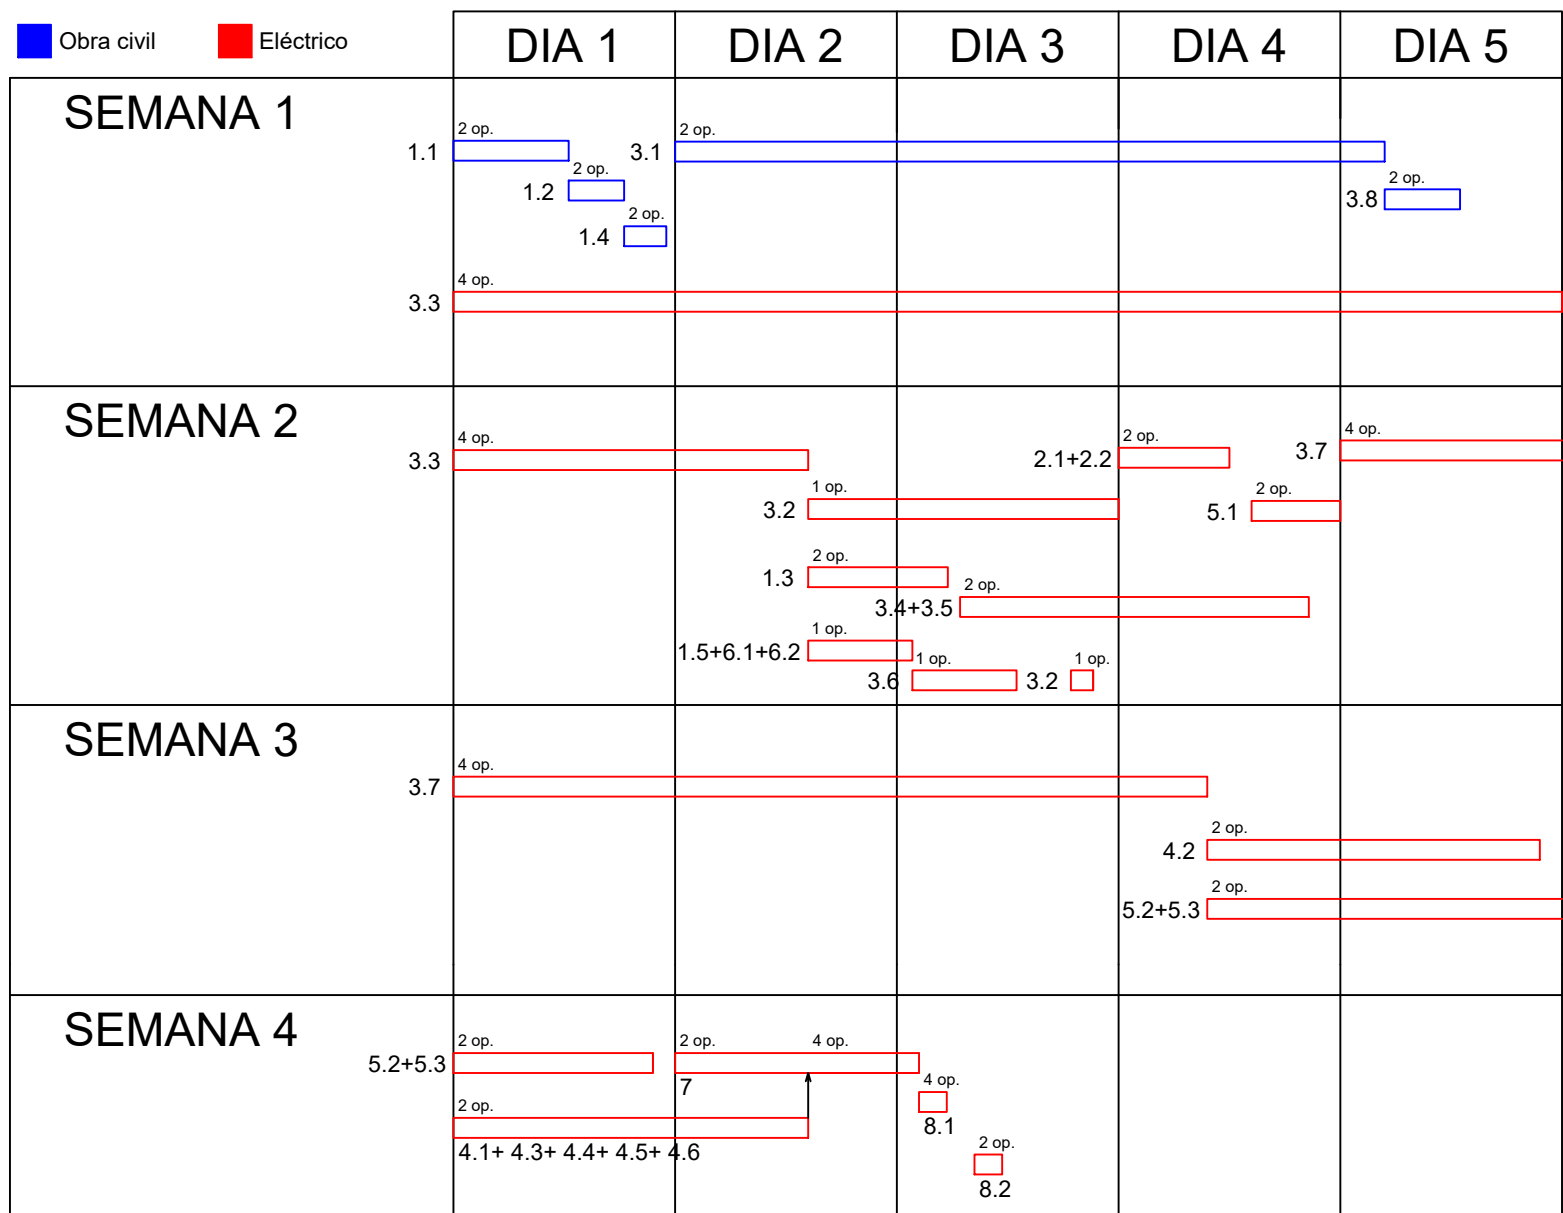 Obra civil
Eléctrico
DIA 1
DIA 2
DIA 3
DIA 4
DIA 5
SEMANA 1
2 op.
1.1
2 op.
3.1
2 op.
1.2
2 op.
3.8
2 op.
1.4
4 op.
3.3
SEMANA 2
4 op.
3.3
2 op.
2.1+2.2
4 op.
3.7
1 op.
3.2
2 op.
5.1
2 op.
1.3
2 op.
3.4+3.5
1 op.
1.5+6.1+6.2
1 op.
3.6
1 op.
3.2
SEMANA 3
4 op.
3.7
2 op.
4.2
2 op.
5.2+5.3
SEMANA 4
2 op.
5.2+5.3
2 op.
4 op.
7
4 op.
8.1
2 op.
4.1+ 4.3+ 4.4+ 4.5+ 4.6
2 op.
8.2